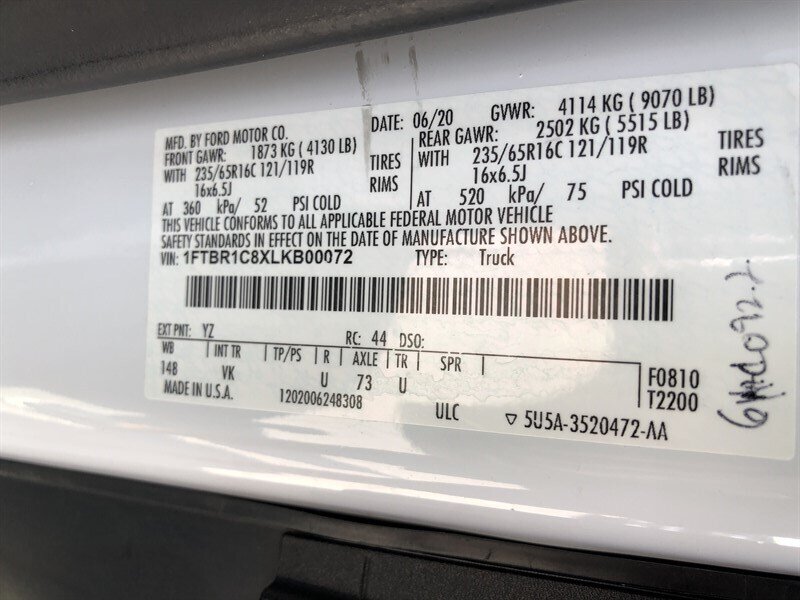 MFD. BY FORD MOTOR CO. DATE: 06/20 GVWR: 4114 KG ( 9070 LB)
FRONT GAWR: 1873 KG ( 4130 LB) REAR GAWR: 2502 KG ( 5515 LB)
WITH 235/65R16C 121/119R TIRES WITH 235/65R16C 121/119R TIRES
16x6.5J RIMS 16x6.5J RIMS
AT 360 kPa/ 52 PSI COLD AT 520 kPa/ 75 PSI COLD
THIS VEHICLE CONFORMS TO ALL APPLICABLE FEDERAL MOTOR VEHICLE
SAFETY STANDARDS IN EFFECT ON THE DATE OF MANUFACTURE SHOWN ABOVE.
VIN: 1FTBR1C8XLKB00072 TYPE: Truck
EXT PNT: YZ RC: 44 DSO:
WB INT TR TP/PS R AXLE TR SPR
148 VK U 73 U
F0810
T2200
MADE IN U.S.A. 1202006248308 ULC ▽ 5U5A-3520472-AA